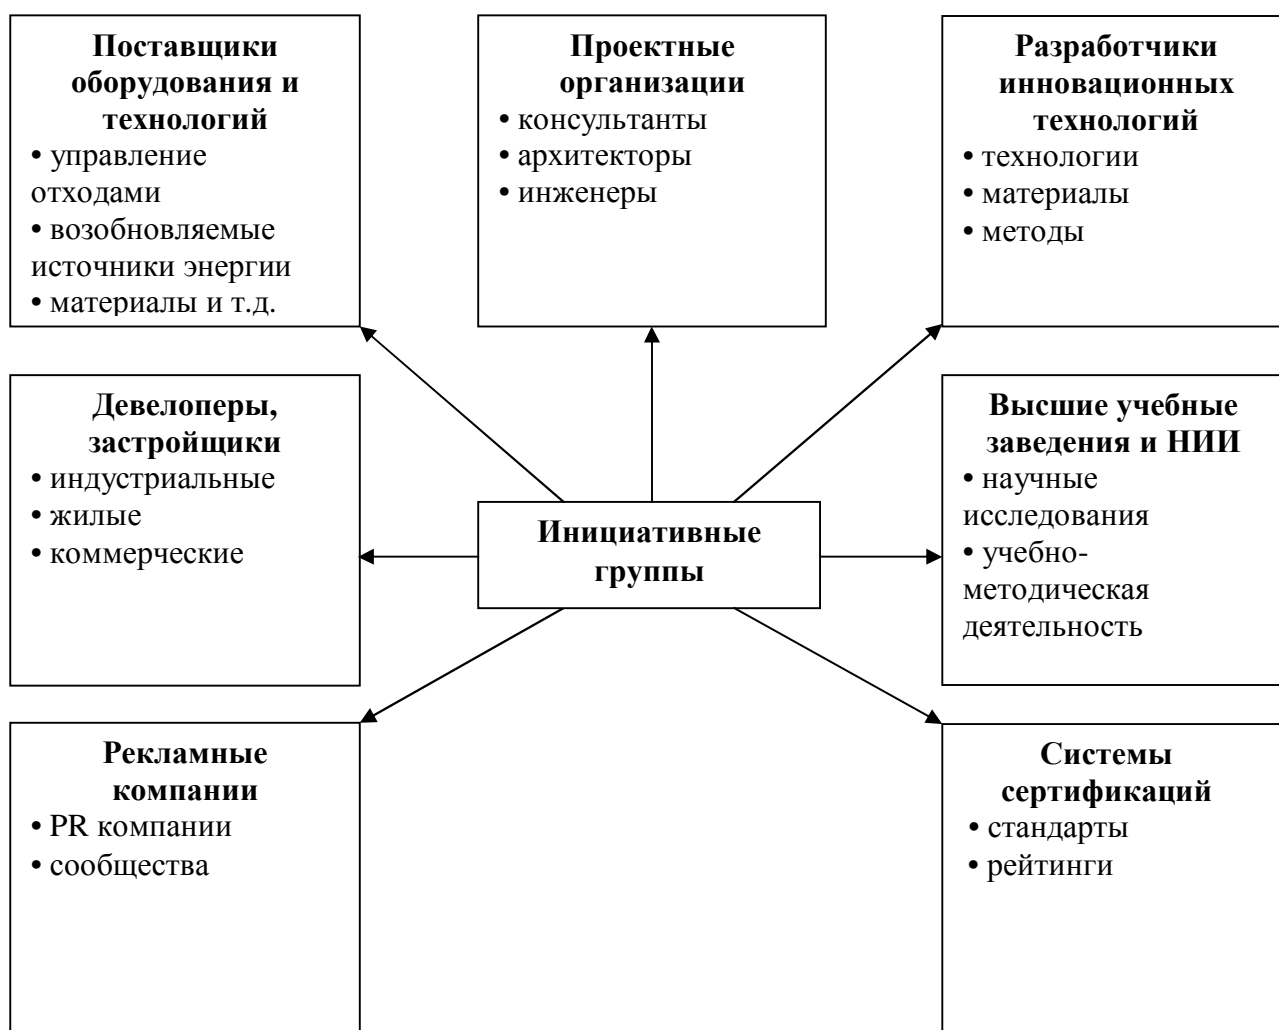 Поставщики
оборудования и
технологий
• управление
отходами
• возобновляемые
источники энергии
• материалы и т.д.
Проектные
организации
• консультанты
• архитекторы
• инженеры
Разработчики
инновационных
технологий
• технологии
• материалы
• методы
Девелоперы,
застройщики
• индустриальные
• жилые
• коммерческие
Инициативные
группы
Высшие учебные
заведения и НИИ
• научные
исследования
• учебно-
методическая
деятельность
Рекламные
компании
• PR компании
• сообщества
Системы
сертификаций
• стандарты
• рейтинги